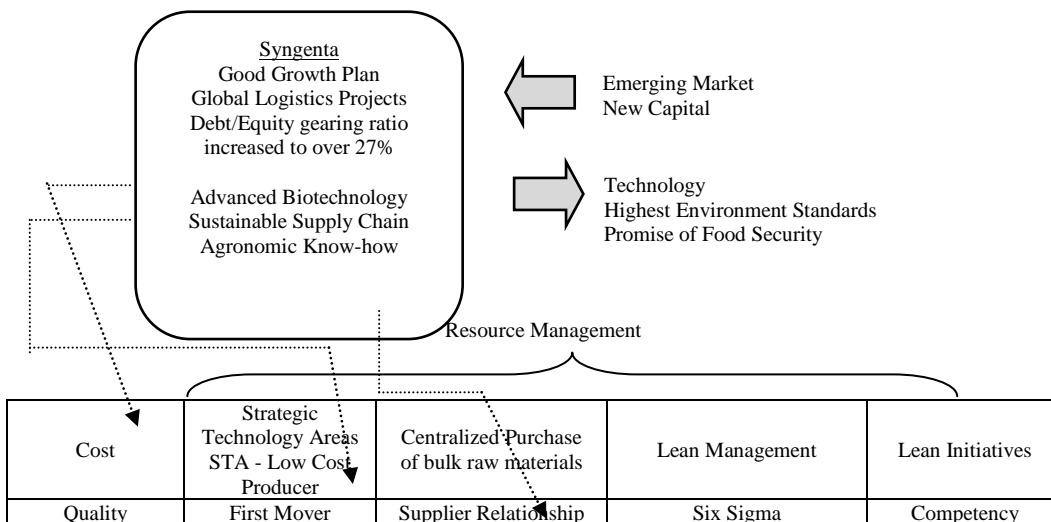 Syngenta
Good Growth Plan
Global Logistics Projects
Debt/Equity gearing ratio
increased to over 27%
Advanced Biotechnology
Sustainable Supply Chain
Agronomic Know-how
Emerging Market
New Capital
Technology
Highest Environment Standards
Promise of Food Security
Resource Management
Cost
Strategic
Technology Areas
STA - Low Cost
Producer
Centralized Purchase
of bulk raw materials
Lean Management
Lean Initiatives
Quality
First Mover
Supplier Relationship
Six Sigma
Competency